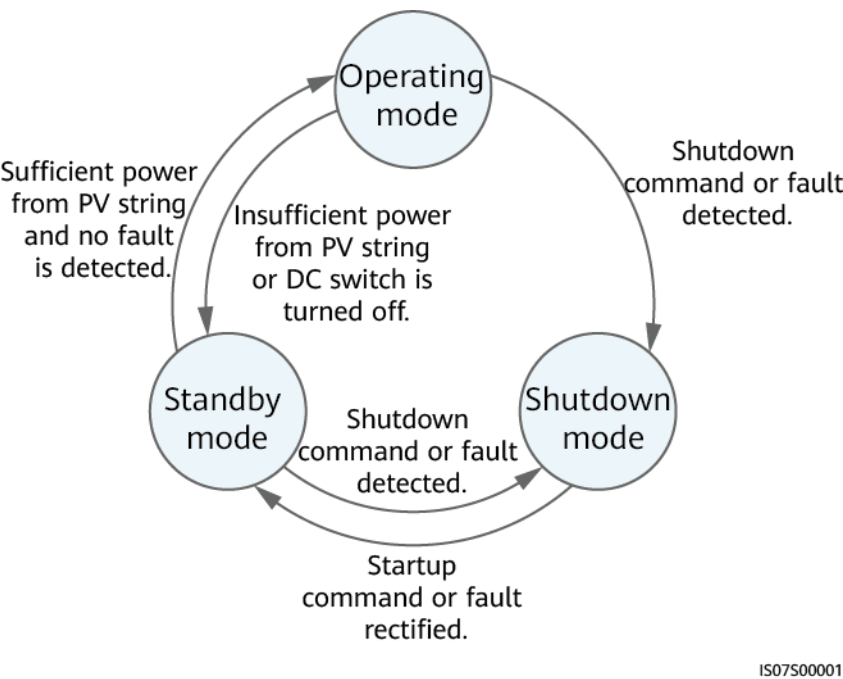 Operating
mode
Shutdown
command or fault
detected.
Sufficient power
from PV string
and no fault
is detected.
Insufficient power
from PV string
or DC switch is
turned off.
Standby
mode
Shutdown
command or fault
detected.
Shutdown
mode
Startup
command or fault
rectified.
IS07S00001